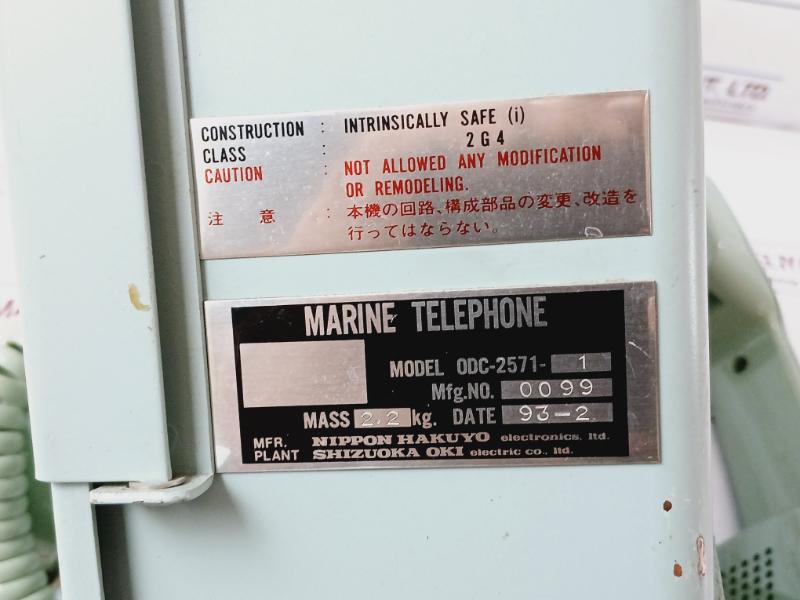 CONSTRUCTION : INTRINSICALLY SAFE (i)
CLASS : 2 G 4
CAUTION : NOT ALLOWED ANY MODIFICATION
OR REMODELING.
注 意 : 本機の回路、構成部品の変更、改造を
行ってはならない。
MARINE TELEPHONE
MODEL ODC-2571- 1
Mfg.NO. 0099
MASS 2.2 kg. DATE 93-2
MFR. NIPPON HAKUYO electronics. ltd.
PLANT SHIZUOKA OKI electric co., ltd.
LTD